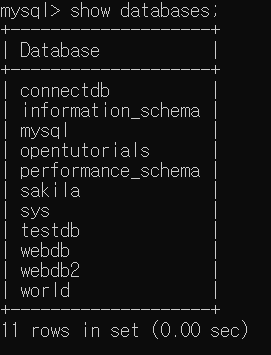 mysql> show databases;
+--------------------+
| Database           |
+--------------------+
| connectdb          |
| information_schema |
| mysql              |
| opentutorials      |
| performance_schema |
| sakila             |
| sys                |
| testdb             |
| webdb              |
| webdb2             |
| world              |
+--------------------+
11 rows in set (0.00 sec)